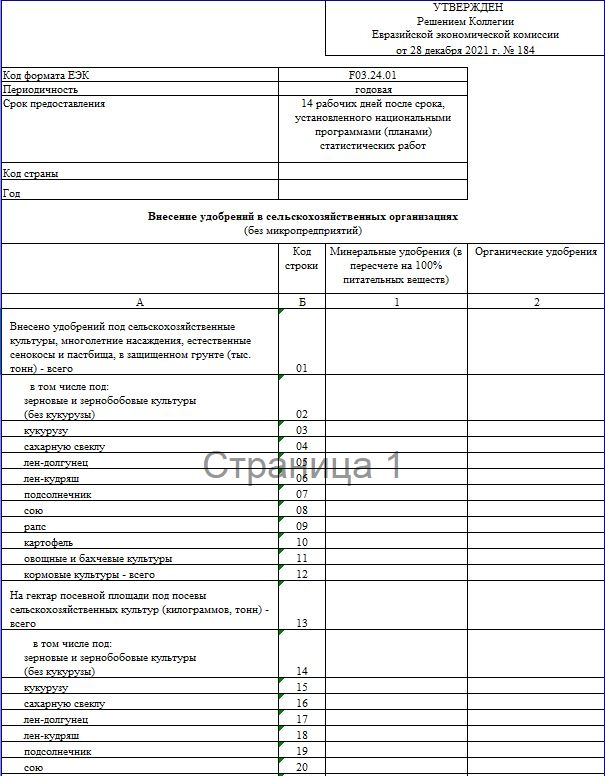 УТВЕРЖДЕН
Решением Коллегии
Евразийской экономической комиссии
от 28 декабря 2021 г. № 184
Код формата ЕЭК F03.24.01
Периодичность годовая
Срок предоставления 14 рабочих дней после срока,
установленного национальными
программами (планами)
статистических работ
Код страны
Год
Внесение удобрений в сельскохозяйственных организациях
(без микропредприятий)
Код
строки
Минеральные удобрения (в
пересчете на 100%
питательных веществ)
Органические удобрения
А Б 1 2
Внесено удобрений под сельскохозяйственные
культуры, многолетние насаждения, естественные
сенокосы и пастбища, в защищенном грунте (тыс.
тонн) - всего 01
в том числе под:
зерновые и зернобобовые культуры
(без кукурузы) 02
кукурузу 03
сахарную свеклу 04
лен-долгунец 05
лен-кудряш 06
подсолнечник 07
сою 08
рапс 09
картофель 10
овощные и бахчевые культуры 11
кормовые культуры - всего 12
Страница 1
На гектар посевной площади под посевы
сельскохозяйственных культур (килограммов, тонн) -
всего 13
в том числе под:
зерновые и зернобобовые культуры
(без кукурузы) 14
кукурузу 15
сахарную свеклу 16
лен-долгунец 17
лен-кудряш 18
подсолнечник 19
сою 20